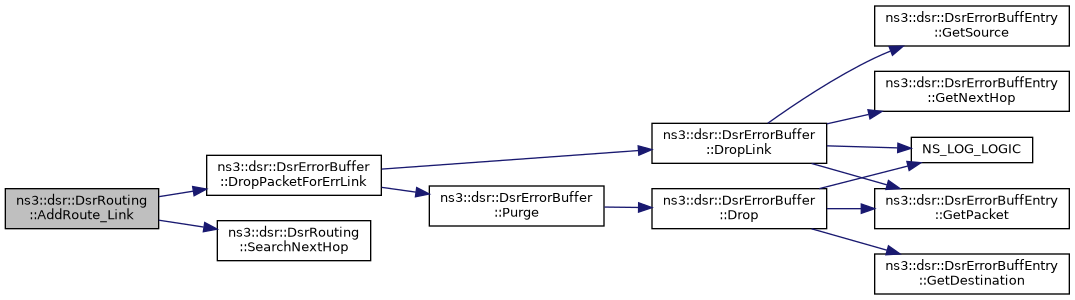 ns3::dsr::DsrRouting
::AddRoute_Link
ns3::dsr::DsrErrorBuffer
::DropPacketForErrLink
ns3::dsr::DsrRouting
::SearchNextHop
ns3::dsr::DsrErrorBuffer
::Purge
ns3::dsr::DsrErrorBuffer
::DropLink
ns3::dsr::DsrErrorBuffer
::Drop
ns3::dsr::DsrErrorBuffEntry
::GetSource
ns3::dsr::DsrErrorBuffEntry
::GetNextHop
NS_LOG_LOGIC
ns3::dsr::DsrErrorBuffEntry
::GetPacket
ns3::dsr::DsrErrorBuffEntry
::GetDestination